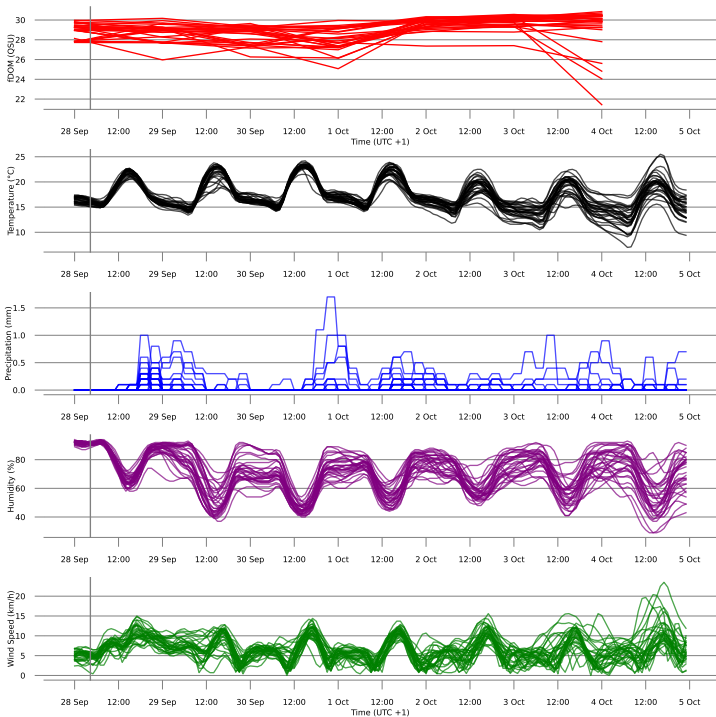 30
28
26
24
22
fDOM (QSU)
28 Sep 12:00 29 Sep 12:00 30 Sep 12:00 1 Oct 12:00 2 Oct 12:00 3 Oct 12:00 4 Oct 12:00 5 Oct
Time (UTC +1)
25
20
15
10
Temperature (°C)
28 Sep 12:00 29 Sep 12:00 30 Sep 12:00 1 Oct 12:00 2 Oct 12:00 3 Oct 12:00 4 Oct 12:00 5 Oct
1.5
1.0
0.5
0.0
Precipitation (mm)
28 Sep 12:00 29 Sep 12:00 30 Sep 12:00 1 Oct 12:00 2 Oct 12:00 3 Oct 12:00 4 Oct 12:00 5 Oct
80
60
40
Humidity (%)
28 Sep 12:00 29 Sep 12:00 30 Sep 12:00 1 Oct 12:00 2 Oct 12:00 3 Oct 12:00 4 Oct 12:00 5 Oct
20
15
10
5
0
Wind Speed (km/h)
28 Sep 12:00 29 Sep 12:00 30 Sep 12:00 1 Oct 12:00 2 Oct 12:00 3 Oct 12:00 4 Oct 12:00 5 Oct
Time (UTC +1)